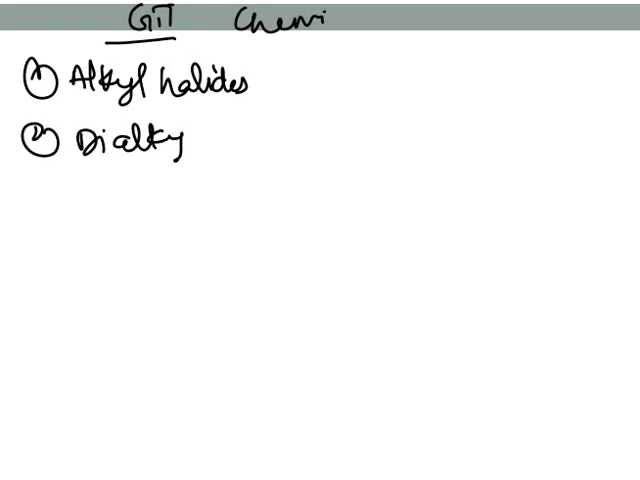 GIT Chemi
① Alkyl halides
② Dialky